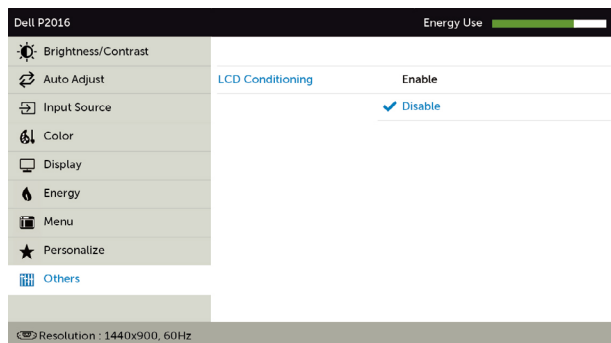 Dell P2016
Energy Use
Brightness/Contrast
Auto Adjust
LCD Conditioning
Enable
Input Source
Disable
Color
Display
Energy
Menu
Personalize
Others
Resolution : 1440x900, 60Hz